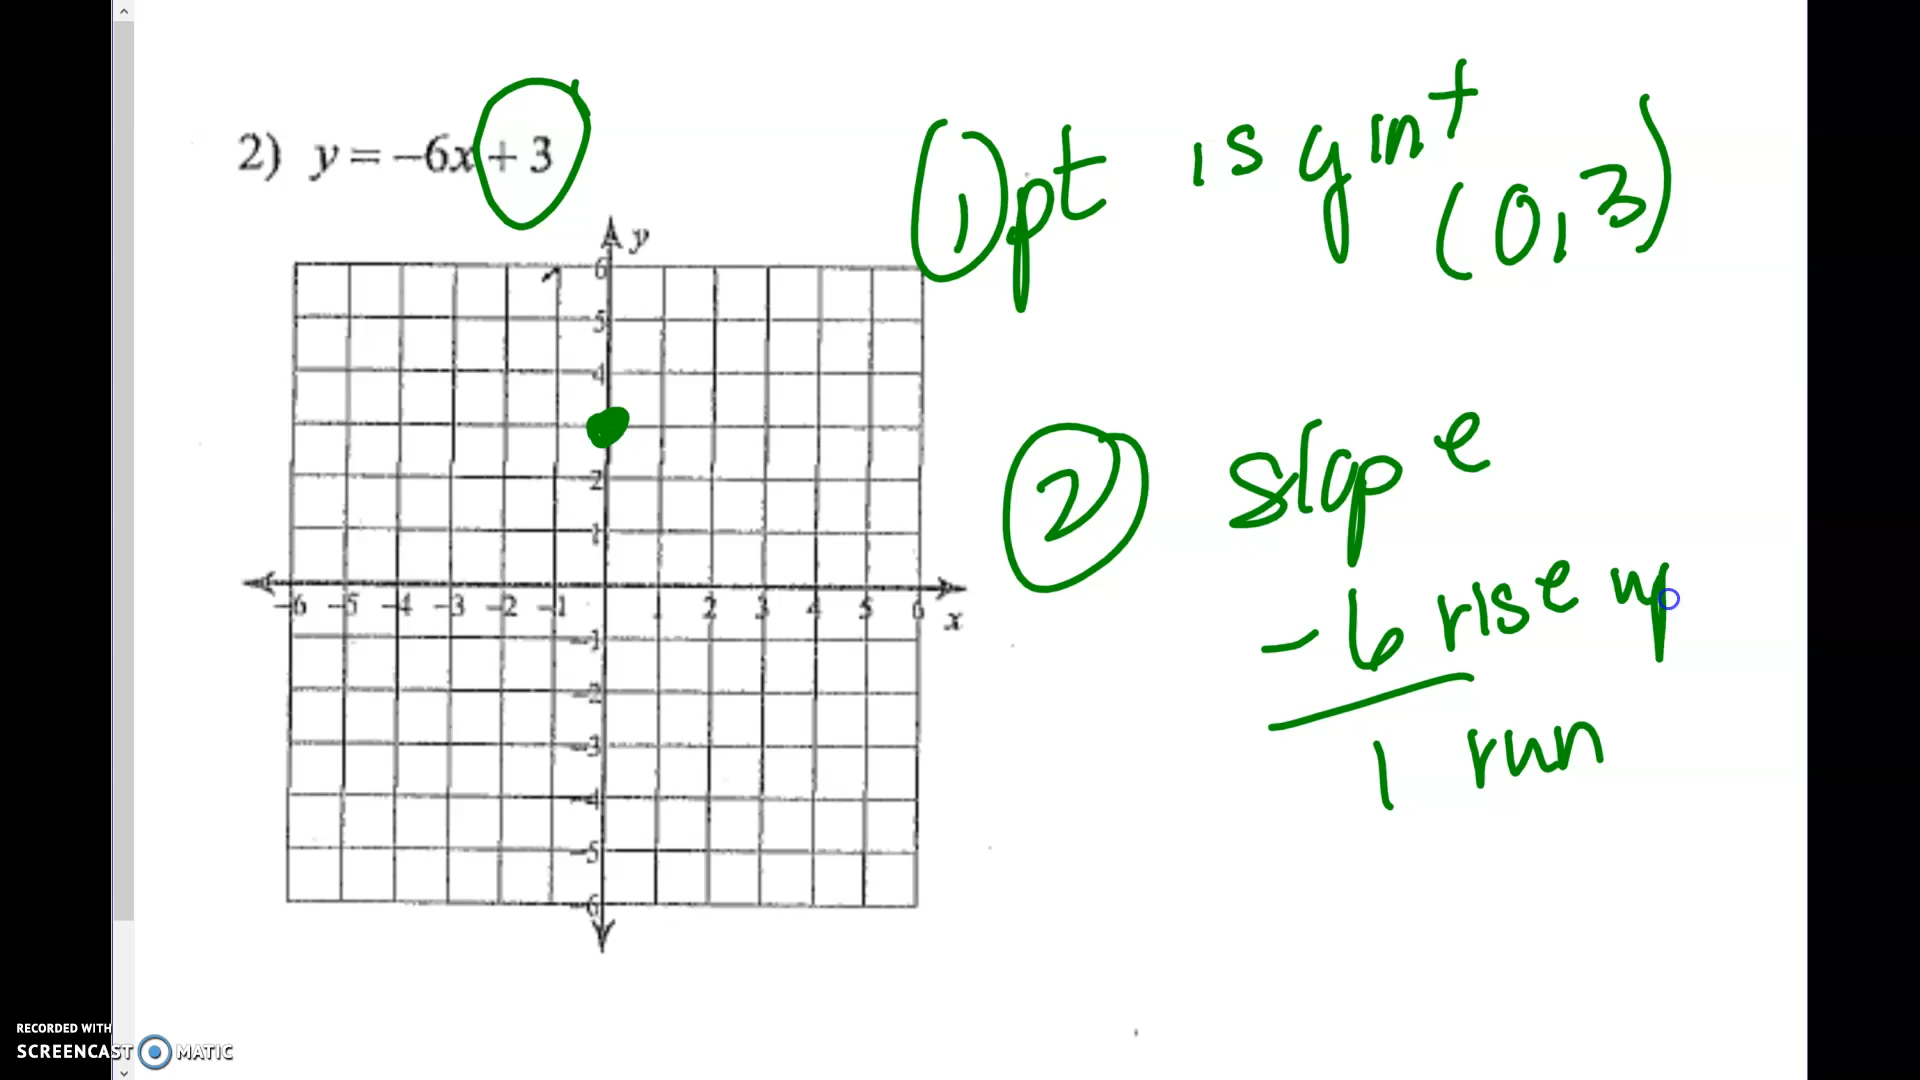 2) y = −6x + 3
① pt is y int
(0, 3)
y
6
5
4
2
1
−6 −5 −4 −3 −2 −1 1 2 3 4 5 6
x
−1
−2
−3
−4
−5
−6
② slope
−6 rise up
1 run
RECORDED WITH
SCREENCAST MATIC